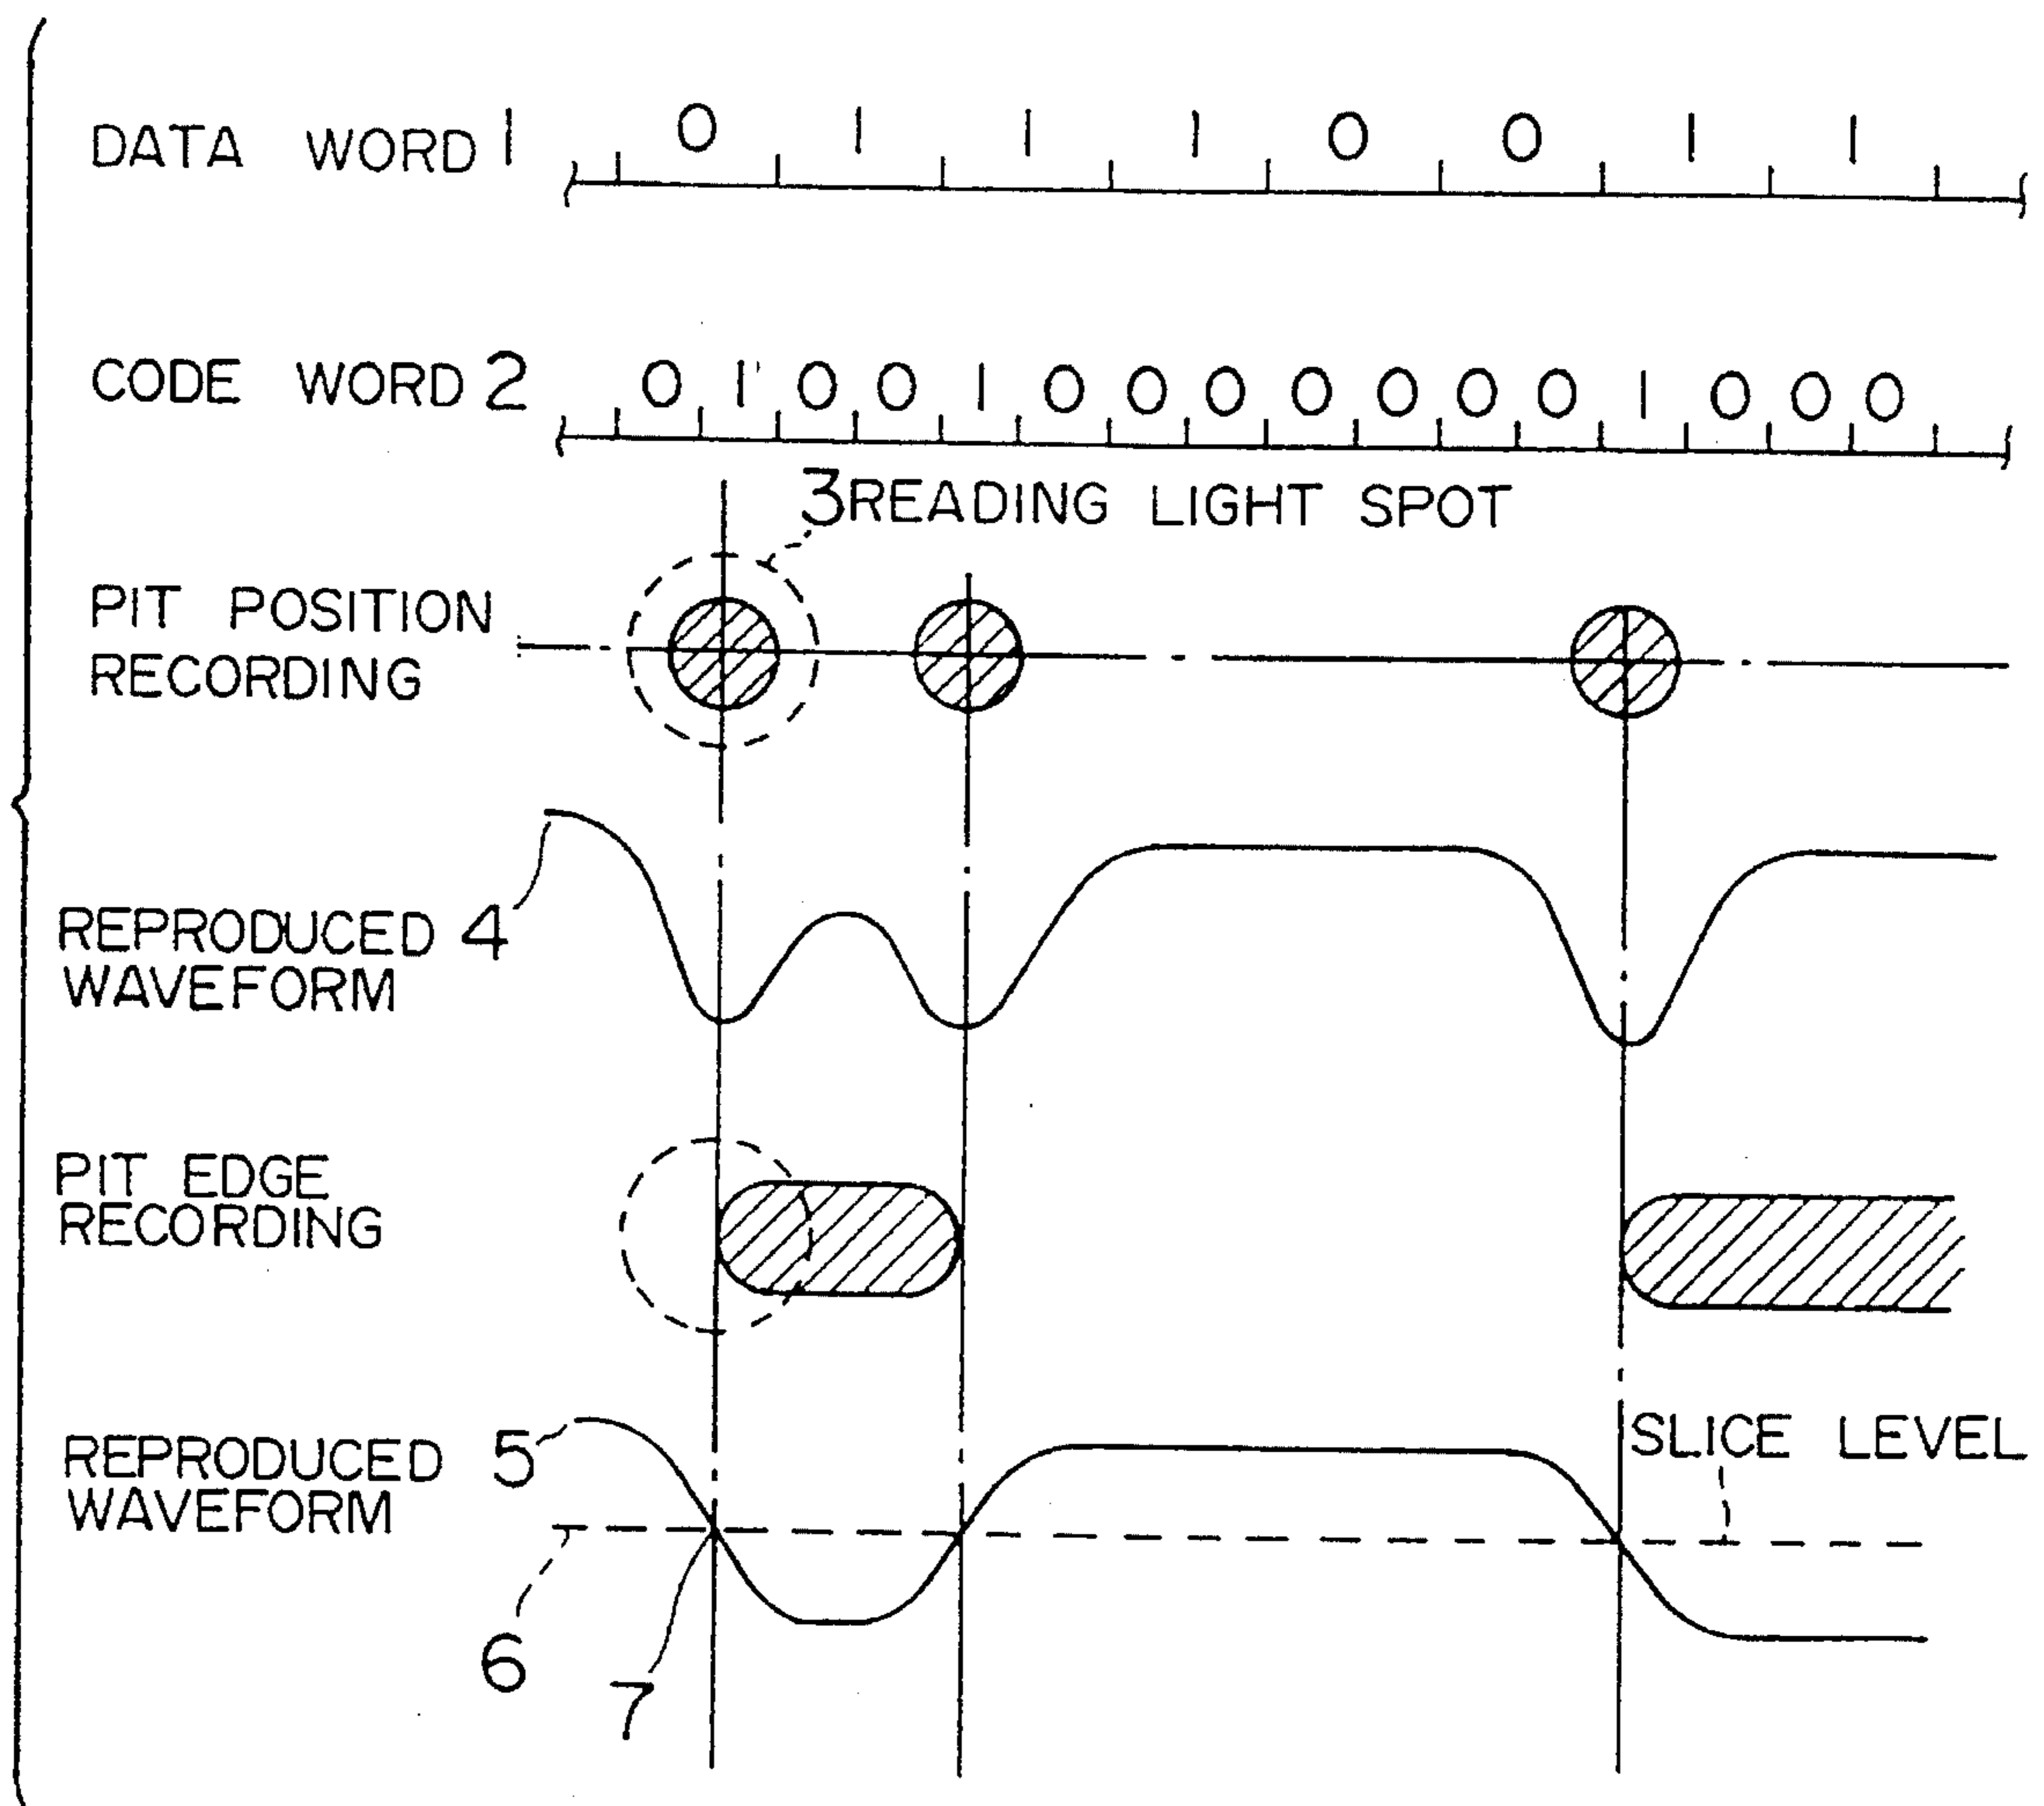 DATA WORD 1 0 1 1 1 0 0 1 1
CODE WORD 2 0 1 0 0 1 0 0 0 0 0 0 0 1 0 0 0
3 READING LIGHT SPOT
PIT POSITION
RECORDING
REPRODUCED 4
WAVEFORM
PIT EDGE
RECORDING
SLICE LEVEL
REPRODUCED 5
WAVEFORM
6
7